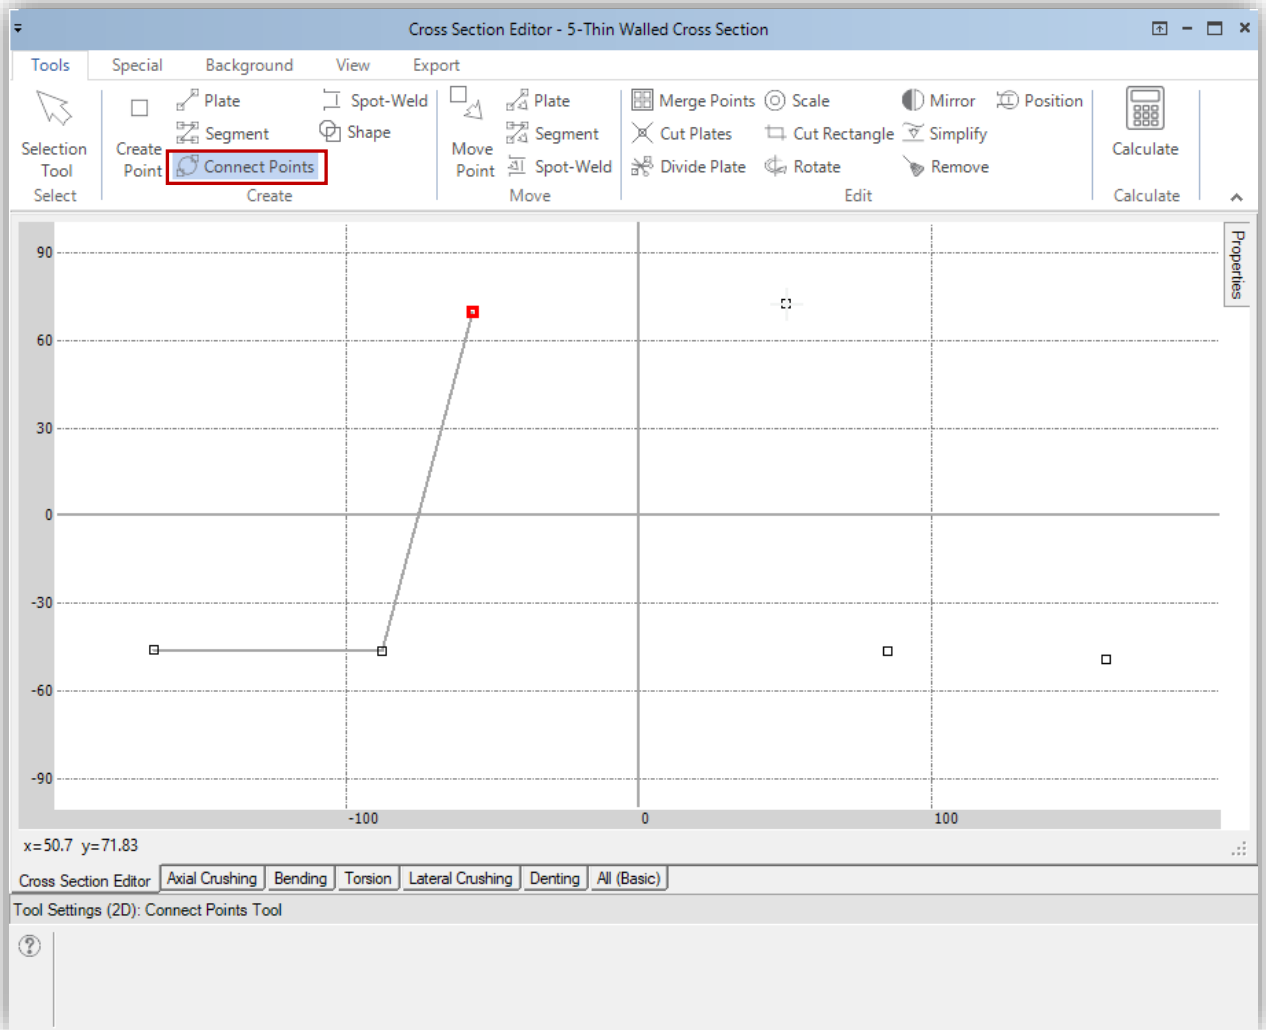 Cross Section Editor - 5-Thin Walled Cross Section
Tools Special Background View Export
Plate Spot-Weld Plate Merge Points Scale Mirror Position
Create Segment Shape Move Segment Cut Plates Cut Rectangle Simplify Calculate
Selection Tool Point Connect Points Point Spot-Weld Divide Plate Rotate Remove
Select Create Move Edit Calculate
Properties
90
60
30
0
-30
-60
-90
-100 0 100
x=50.7 y=71.83
Cross Section Editor Axial Crushing Bending Torsion Lateral Crushing Denting All (Basic)
Tool Settings (2D): Connect Points Tool
?